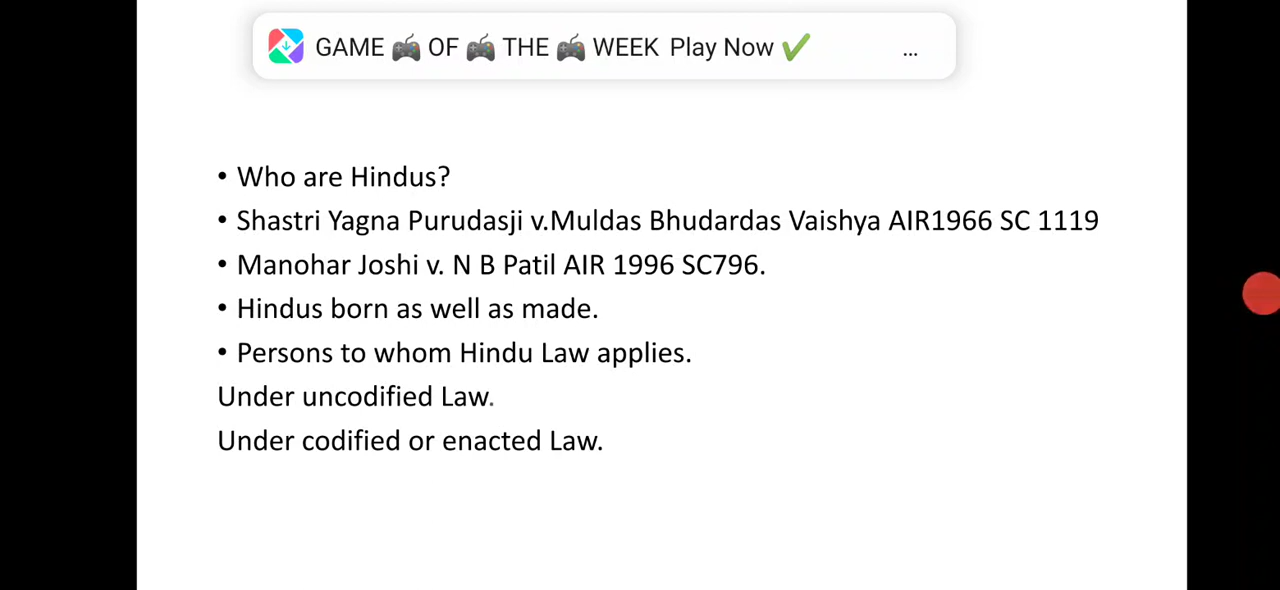 GAME 🎮 OF 🎮 THE 🎮 WEEK Play Now ✅ ...
• Who are Hindus?
• Shastri Yagna Purudasji v.Muldas Bhudardas Vaishya AIR1966 SC 1119
• Manohar Joshi v. N B Patil AIR 1996 SC796.
• Hindus born as well as made.
• Persons to whom Hindu Law applies.
Under uncodified Law.
Under codified or enacted Law.